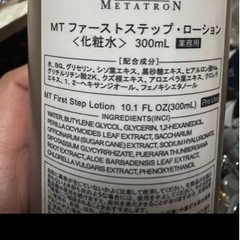 METATRON
MT ファーストステップ・ローション
〈化粧水〉 300mL 業務用
[配合成分]
水、BG、グリセリン、シソ葉エキス、黒砂糖エキス、ヒアルロン酸Na、
グリチルリチン酸2K、クズ根エキス、アロエベラ葉エキス、クロレラ
エキス、1,2-ヘキサンジオール、フェノキシエタノール
MT First Step Lotion 10.1 FL OZ(300mL) Pro Use
INGREDIENTS(INCI)
WATER, BUTYLENE GLYCOL, GLYCERIN, 1,2-HEXANEDIOL,
PERILLA OCYMOIDES LEAF EXTRACT, PHENOXYETHANOL,
SACCHARUM OFFICINARUM EXTRACT, SODIUM HYALURONATE,
DIPOTASSIUM GLYCYRRHIZATE, PUERARIA THUNBERGIANA
ROOT EXTRACT, ALOE BARBADENSIS LEAF EXTRACT,
CHLORELLA VULGARIS EXTRACT, PHENOXYETHANOL